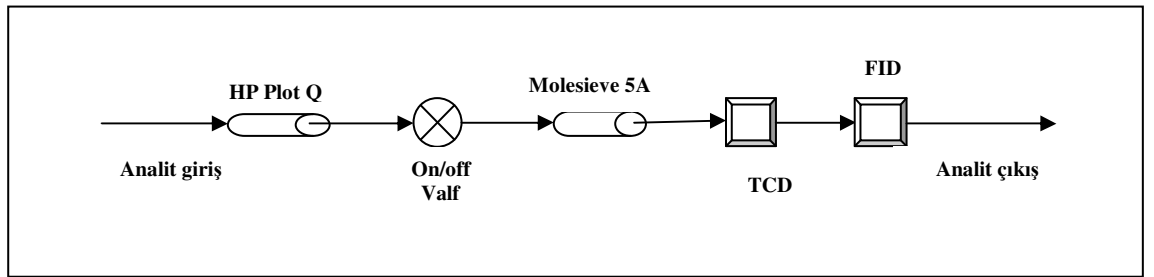 FID
HP Plot Q
Molesieve 5A
Analit giriş
On/off
Valf
TCD
Analit çıkış